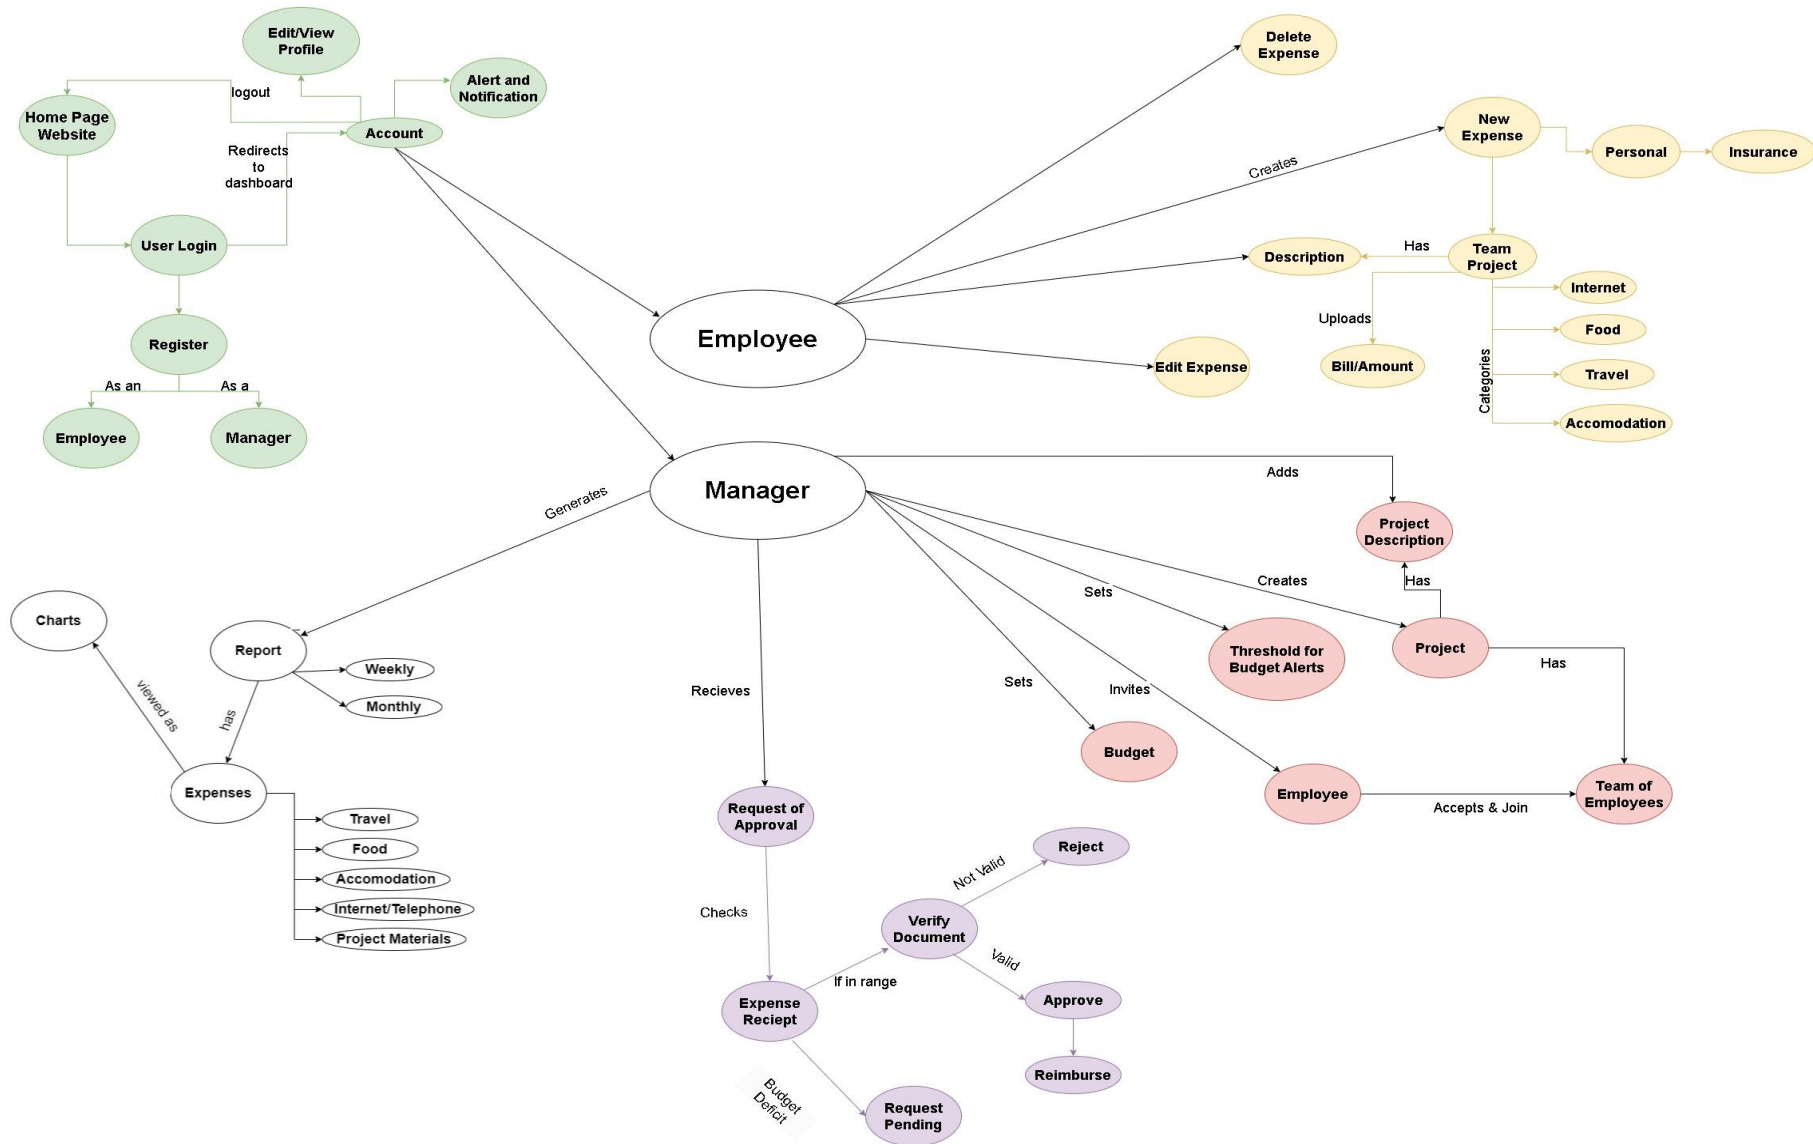 Edit/View
Profile
Alert and
Notification
logout
Home Page
Website
Account
Redirects
to
dashboard
User Login
Register
As an
As a
Employee
Manager
Delete
Expense
New
Expense
Personal
Insurance
Creates
Description
Has
Team
Project
Internet
Uploads
Food
Bill/Amount
Travel
Categories
Accomodation
Employee
Edit Expense
Manager
Adds
Project
Description
Has
Creates
Sets
Project
Has
Threshold for
Budget Alerts
Sets
Invites
Budget
Employee
Accepts & Join
Team of
Employees
Generates
Charts
Report
Weekly
Monthly
viewed as
has
Expenses
Travel
Food
Accomodation
Internet/Telephone
Project Materials
Recieves
Request of
Approval
Checks
Expense
Reciept
If in range
Verify
Document
Not Valid
Reject
Valid
Approve
Reimburse
Budget
Deficit
Request
Pending